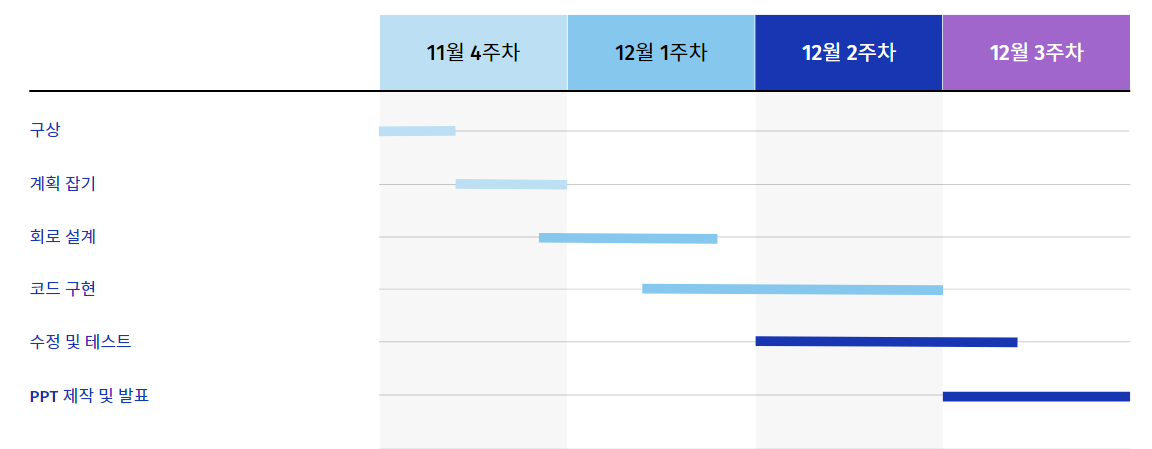 11월 4주차 12월 1주차 12월 2주차 12월 3주차
구상
계획 잡기
회로 설계
코드 구현
수정 및 테스트
PPT 제작 및 발표